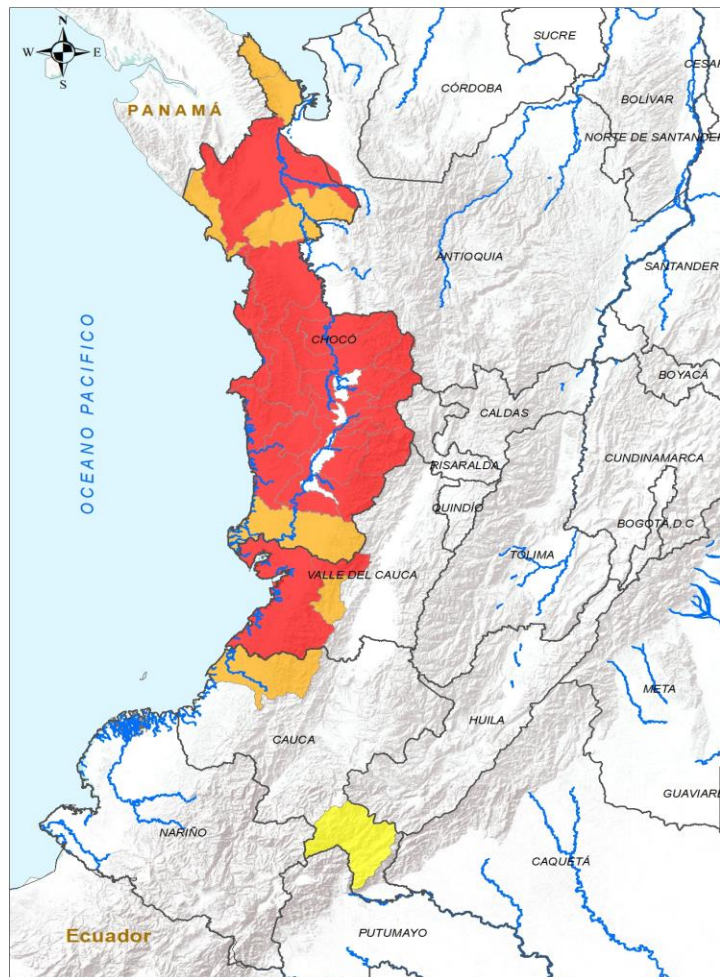 N
W E
S
SUCRE
CESAR
CÓRDOBA
BOLÍVAR
PANAMÁ
NORTE DE SANTANDER
ANTIOQUIA
SANTANDER
OCEANO PACIFICO
CHOCÓ
BOYACÁ
CALDAS
CUNDINAMARCA
RISARALDA
QUINDÍO
BOGOTÁ, D.C
TOLIMA
VALLE DEL CAUCA
META
HUILA
CAUCA
GUAVIARE
NARIÑO
CAQUETÁ
PUTUMAYO
Ecuador